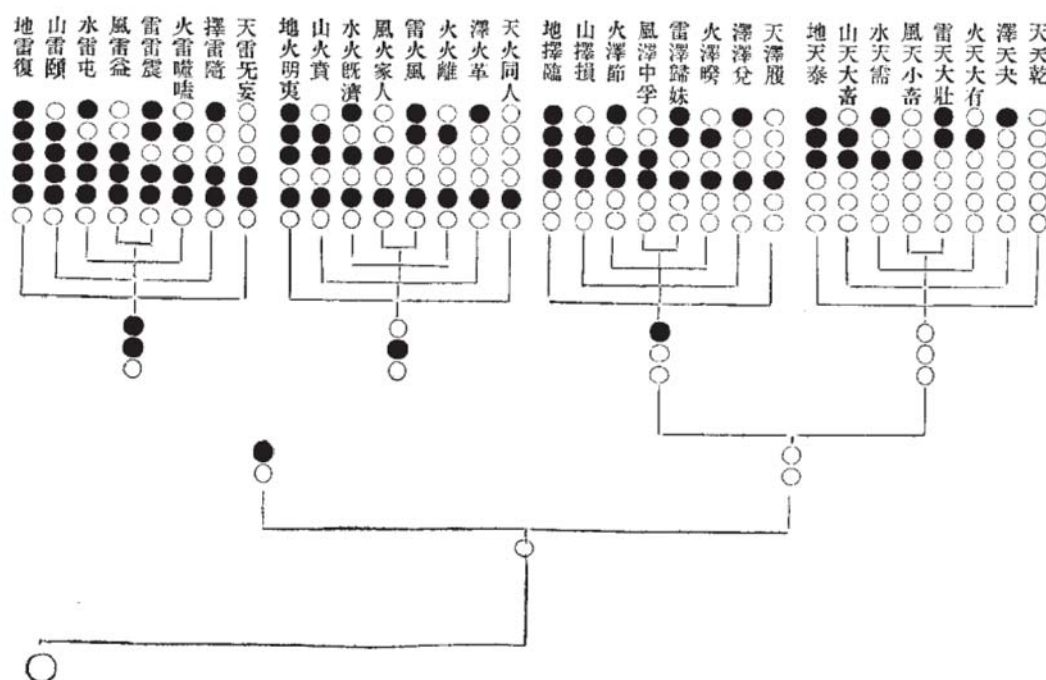 天天乾
澤天夬
火天大有
雷天大壯
風天小畜
水天需
山天大畜
地天泰
天澤履
澤澤兌
火澤睽
雷澤歸妹
風澤中孚
火澤節
山擇損
地擇臨
天火同人
澤火革
火火離
雷火風
風火家人
水火旣濟
山火賁
地火明夷
天雷旡妄
擇雷隨
火雷噬嗑
雷雷震
風雷益
水雷屯
山雷頤
地雷復